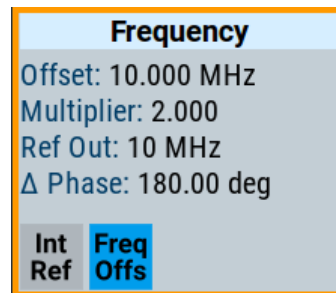 Frequency
Offset: 10.000 MHz
Multiplier: 2.000
Ref Out: 10 MHz
Δ Phase: 180.00 deg
Int Freq
Ref Offs